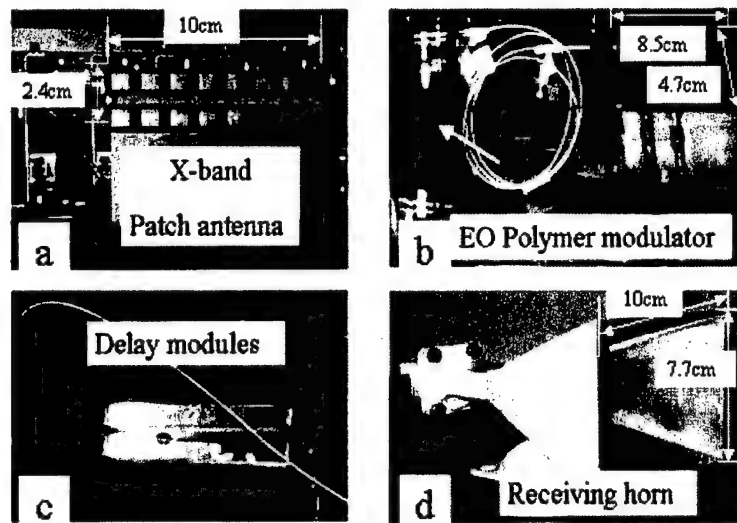 10cm
2.4cm
X-band
Patch antenna
a
8.5cm
4.7cm
EO Polymer modulator
b
Delay modules
c
10cm
7.7cm
Receiving horn
d